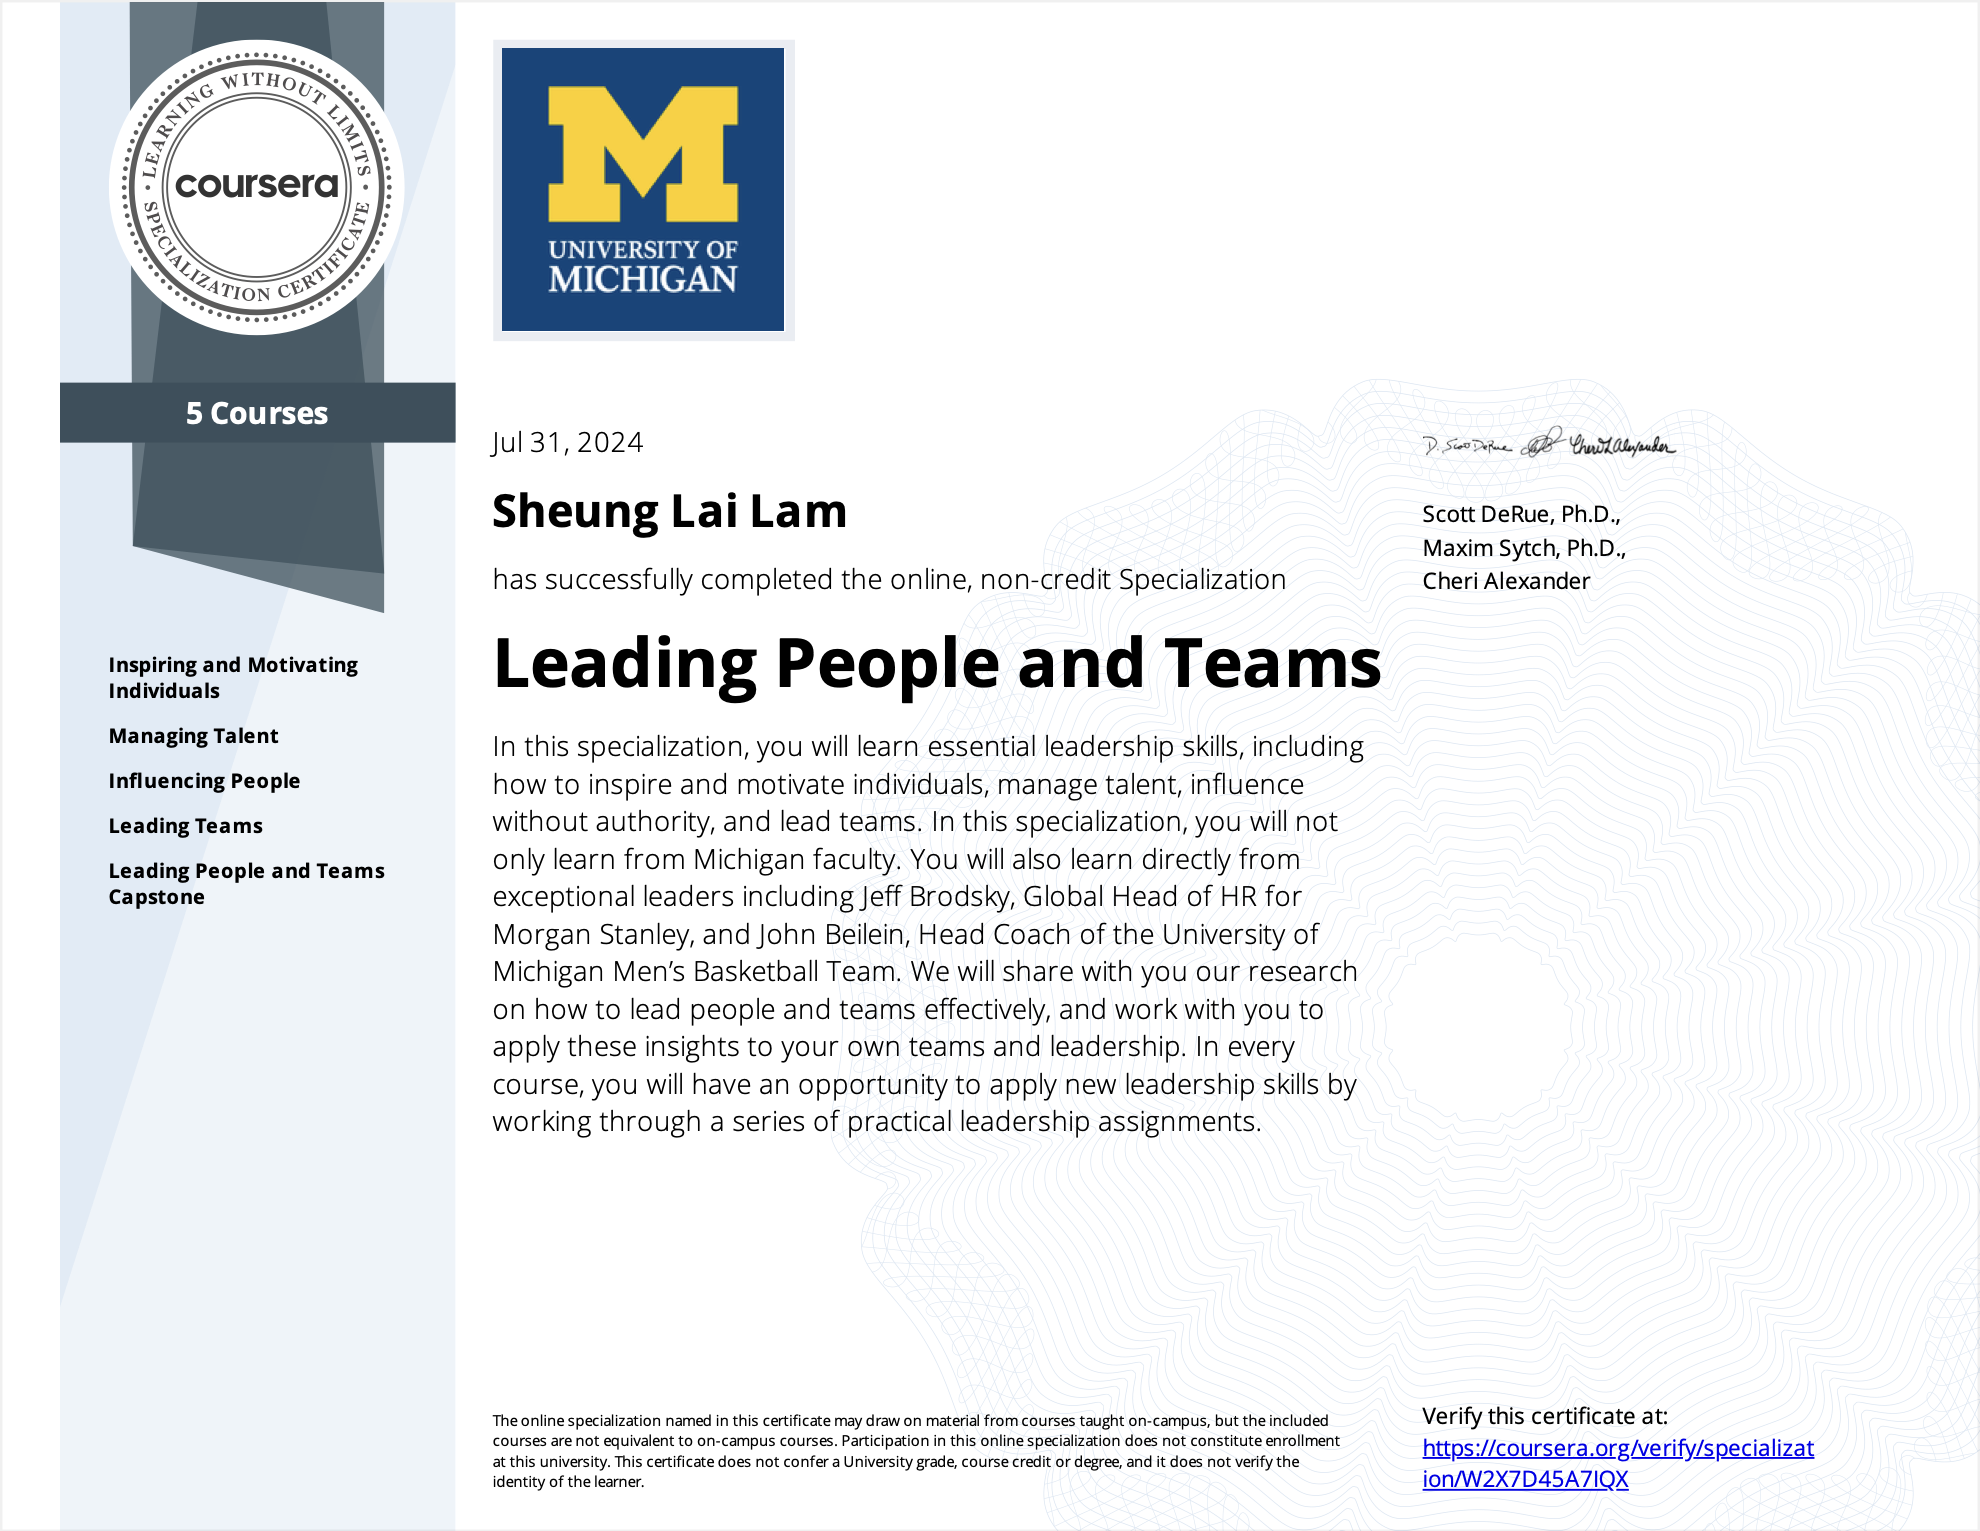 LEARNING WITHOUT LIMITS
coursera
SPECIALIZATION CERTIFICATE
5 Courses
Inspiring and Motivating
Individuals
Managing Talent
Influencing People
Leading Teams
Leading People and Teams
Capstone
M
UNIVERSITY OF
MICHIGAN
Jul 31, 2024
Sheung Lai Lam
has successfully completed the online, non-credit Specialization
Leading People and Teams
In this specialization, you will learn essential leadership skills, including
how to inspire and motivate individuals, manage talent, influence
without authority, and lead teams. In this specialization, you will not
only learn from Michigan faculty. You will also learn directly from
exceptional leaders including Jeff Brodsky, Global Head of HR for
Morgan Stanley, and John Beilein, Head Coach of the University of
Michigan Men’s Basketball Team. We will share with you our research
on how to lead people and teams effectively, and work with you to
apply these insights to your own teams and leadership. In every
course, you will have an opportunity to apply new leadership skills by
working through a series of practical leadership assignments.
The online specialization named in this certificate may draw on material from courses taught on-campus, but the included
courses are not equivalent to on-campus courses. Participation in this online specialization does not constitute enrollment
at this university. This certificate does not confer a University grade, course credit or degree, and it does not verify the
identity of the learner.
D. Scott DeRue Cheri L Alexander
Scott DeRue, Ph.D.,
Maxim Sytch, Ph.D.,
Cheri Alexander
Verify this certificate at:
https://coursera.org/verify/specializat
ion/W2X7D45A7IQX